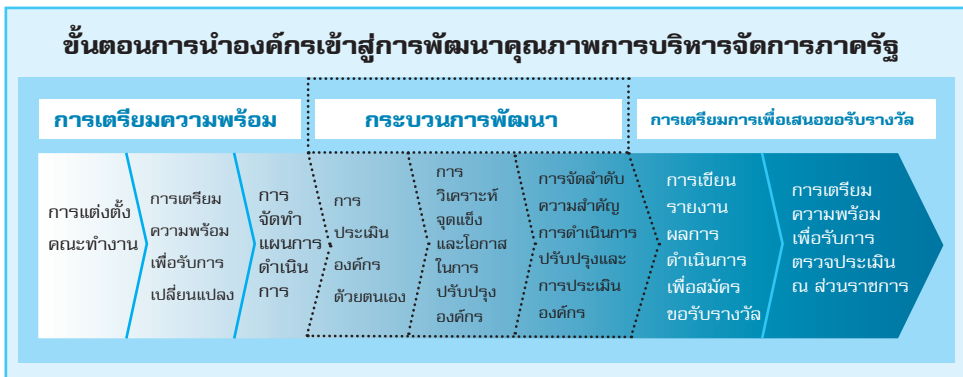 ขั้นตอนการนำองค์กรเข้าสู่การพัฒนาคุณภาพการบริหารจัดการภาครัฐ
การเตรียมความพร้อม
กระบวนการพัฒนา
การเตรียมการเพื่อเสนอขอรับรางวัล
การแต่งตั้ง
คณะทำงาน
การเตรียม
ความพร้อม
เพื่อรับการ
เปลี่ยนแปลง
การ
จัดทำ
แผนการ
ดำเนิน
การ
การ
ประเมิน
องค์กร
ด้วยตนเอง
การ
วิเคราะห์
จุดแข็ง
และโอกาส
ในการ
ปรับปรุง
องค์กร
การจัดลำดับ
ความสำคัญ
การดำเนินการ
ปรับปรุงและ
การประเมิน
องค์กร
การเขียน
รายงาน
ผลการ
ดำเนินการ
เพื่อสมัคร
ขอรับรางวัล
การเตรียม
ความพร้อม
เพื่อรับการ
ตรวจประเมิน
ณ ส่วนราชการ